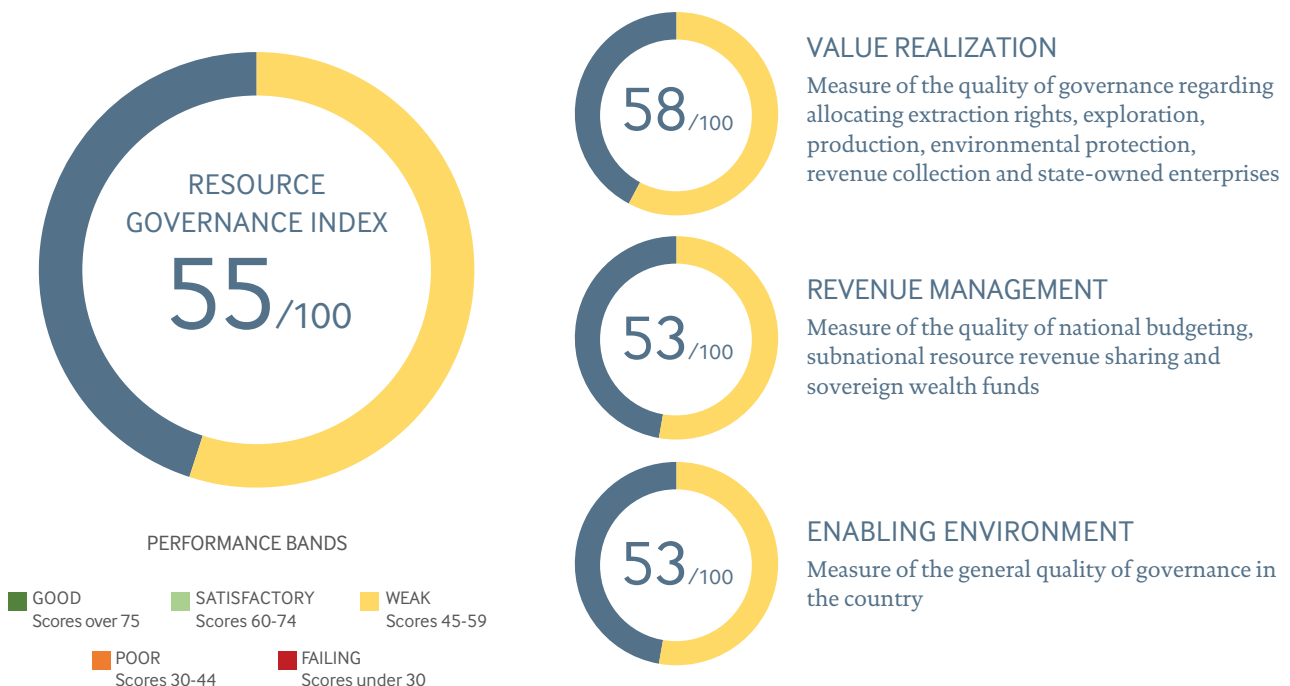 RESOURCE
GOVERNANCE INDEX
55/100
PERFORMANCE BANDS
GOOD
Scores over 75
SATISFACTORY
Scores 60-74
WEAK
Scores 45-59
POOR
Scores 30-44
FAILING
Scores under 30
58/100
VALUE REALIZATION
Measure of the quality of governance regarding
allocating extraction rights, exploration,
production, environmental protection,
revenue collection and state-owned enterprises
53/100
REVENUE MANAGEMENT
Measure of the quality of national budgeting,
subnational resource revenue sharing and
sovereign wealth funds
53/100
ENABLING ENVIRONMENT
Measure of the general quality of governance in
the country